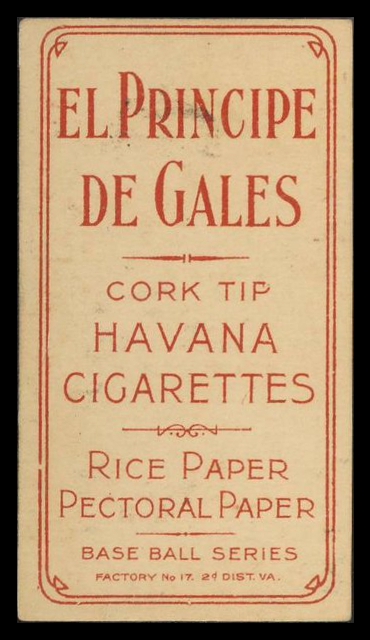 EL PRINCIPE
DE GALES
CORK TIP
HAVANA
CIGARETTES
RICE PAPER
PECTORAL PAPER
BASE BALL SERIES
FACTORY No 17. 2d DIST. VA.